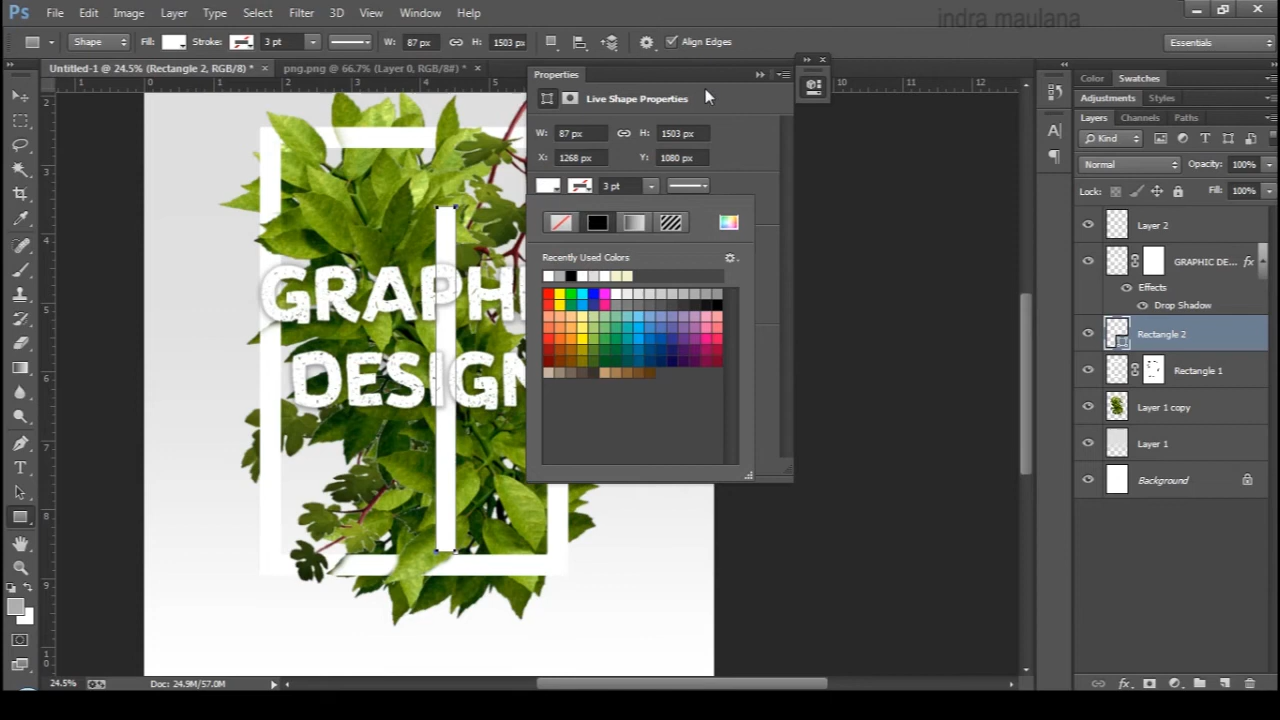 indra maulana
Ps File Edit Image Layer Type Select Filter 3D View Window Help
Shape Fill: Stroke: 3 pt W: 87 px H: 1503 px Align Edges Essentials
Untitled-1 @ 24.5% (Rectangle 2, RGB/8) * × png.png @ 66.7% (Layer 0, RGB/8#) * ×
Properties
Live Shape Properties
W: 87 px H: 1503 px
X: 1268 px Y: 1080 px
3 pt
Recently Used Colors
GRAPHI
DESIGN
Color Swatches
Adjustments Styles
Layers Channels Paths
Kind
Normal Opacity: 100%
Lock: Fill: 100%
Layer 2
GRAPHIC DE... fx
Effects
Drop Shadow
Rectangle 2
Rectangle 1
Layer 1 copy
Layer 1
Background
24.5% Doc: 24.9M/57.0M